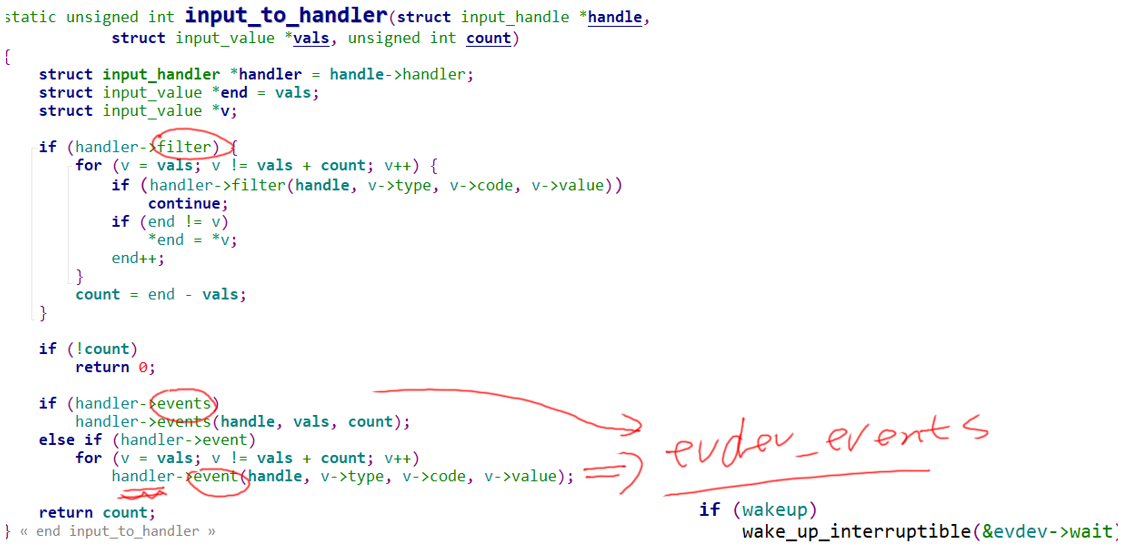 static unsigned int input_to_handler(struct input_handle *handle,
struct input_value *vals, unsigned int count)
{
struct input_handler *handler = handle->handler;
struct input_value *end = vals;
struct input_value *v;
if (handler->filter) {
for (v = vals; v != vals + count; v++) {
if (handler->filter(handle, v->type, v->code, v->value))
continue;
if (end != v)
*end = *v;
end++;
}
count = end - vals;
}
if (!count)
return 0;
if (handler->events)
handler->events(handle, vals, count);
else if (handler->event)
for (v = vals; v != vals + count; v++)
handler->event(handle, v->type, v->code, v->value);
evdev_events
return count;
} « end input_to_handler »
if (wakeup)
wake_up_interruptible(&evdev->wait)